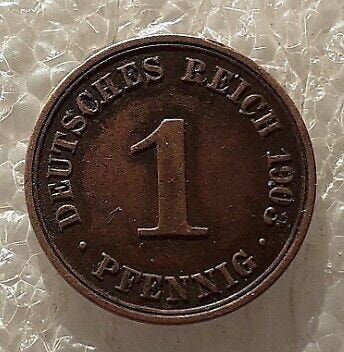 DEUTSCHES REICH 1903
1
· PFENNIG ·